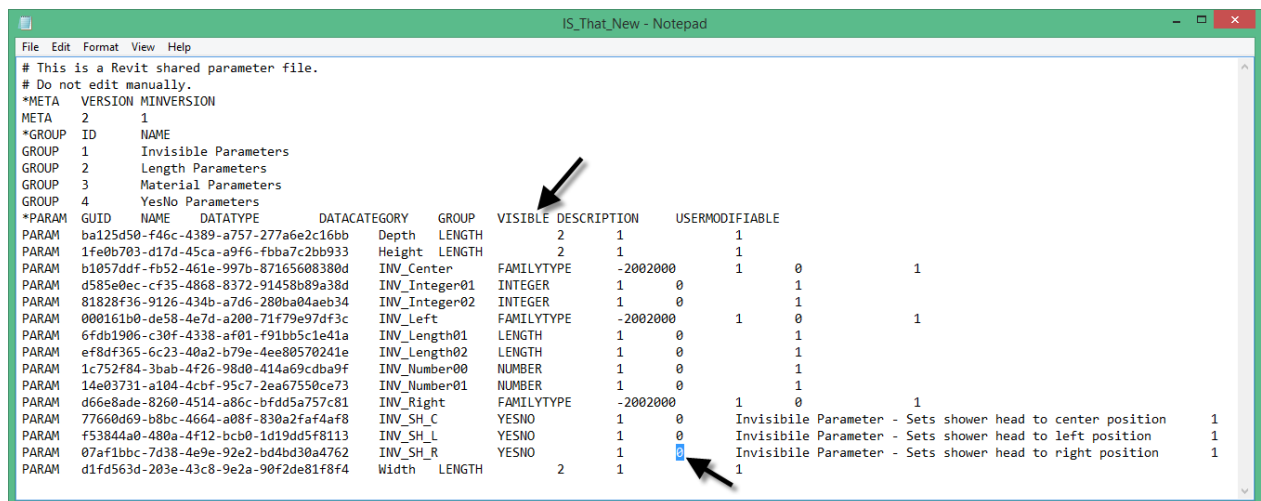 IS_That_New - Notepad
File Edit Format View Help
# This is a Revit shared parameter file.
# Do not edit manually.
*META VERSION MINVERSION
META 2 1
*GROUP ID NAME
GROUP 1 Invisible Parameters
GROUP 2 Length Parameters
GROUP 3 Material Parameters
GROUP 4 YesNo Parameters
*PARAM GUID NAME DATATYPE DATACATEGORY GROUP VISIBLE DESCRIPTION USERMODIFIABLE
PARAM ba125d50-f46c-4389-a757-277a6e2c16bb Depth LENGTH 2 1 1
PARAM 1fe0b703-d17d-45ca-a9f6-fbba7c2bb933 Height LENGTH 2 1 1
PARAM b1057ddf-fb52-461e-997b-87165608380d INV_Center FAMILYTYPE -2002000 1 0 1
PARAM d585e0ec-cf35-4868-8372-91458b89a38d INV_Integer01 INTEGER 1 0 1
PARAM 81828f36-9126-434b-a7d6-280ba04aeb34 INV_Integer02 INTEGER 1 0 1
PARAM 000161b0-de58-4e7d-a200-71f79e97df3c INV_Left FAMILYTYPE -2002000 1 0 1
PARAM 6fdb1906-c30f-4338-af01-f91bb5c1e41a INV_Length01 LENGTH 1 0 1
PARAM ef8df365-6c23-40a2-b79e-4ee80570241e INV_Length02 LENGTH 1 0 1
PARAM 1c752f84-3bab-4f26-98d0-414a69cdba9f INV_Number00 NUMBER 1 0 1
PARAM 14e03731-a104-4cbf-95c7-2ea67550ce73 INV_Number01 NUMBER 1 0 1
PARAM d66e8ade-8260-4514-a86c-bfdd5a757c81 INV_Right FAMILYTYPE -2002000 1 0 1
PARAM 77660d69-b8bc-4664-a08f-830a2faf4af8 INV_SH_C YESNO 1 0 Invisibile Parameter - Sets shower head to center position 1
PARAM f53844a0-480a-4f12-bcb0-1d19dd5f8113 INV_SH_L YESNO 1 0 Invisibile Parameter - Sets shower head to left position 1
PARAM 07af1bbc-7d38-4e9e-92e2-bd4bd30a4762 INV_SH_R YESNO 1 0 Invisibile Parameter - Sets shower head to right position 1
PARAM d1fd563d-203e-43c8-9e2a-90f2de81f8f4 Width LENGTH 2 1 1